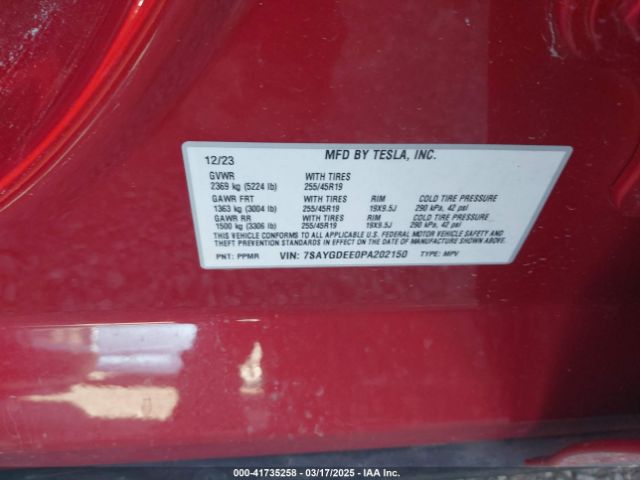 12/23 MFD BY TESLA, INC.
GVWR WITH TIRES
2369 kg (5224 lb) 255/45R19
GAWR FRT WITH TIRES RIM COLD TIRE PRESSURE
1363 kg (3004 lb) 255/45R19 19X9.5J 290 kPa, 42 psi
GAWR RR WITH TIRES RIM COLD TIRE PRESSURE
1500 kg (3306 lb) 255/45R19 19X9.5J 290 kPa, 42 psi
THIS VEHICLE CONFORMS TO ALL APPLICABLE U.S. FEDERAL MOTOR VEHICLE SAFETY AND
THEFT PREVENTION STANDARDS IN EFFECT ON THE DATE OF MANUFACTURE SHOWN ABOVE.
PNT: PPMR VIN: 7SAYGDEE0PA202150 TYPE: MPV
000-41735258 - 03/17/2025 - IAA Inc.